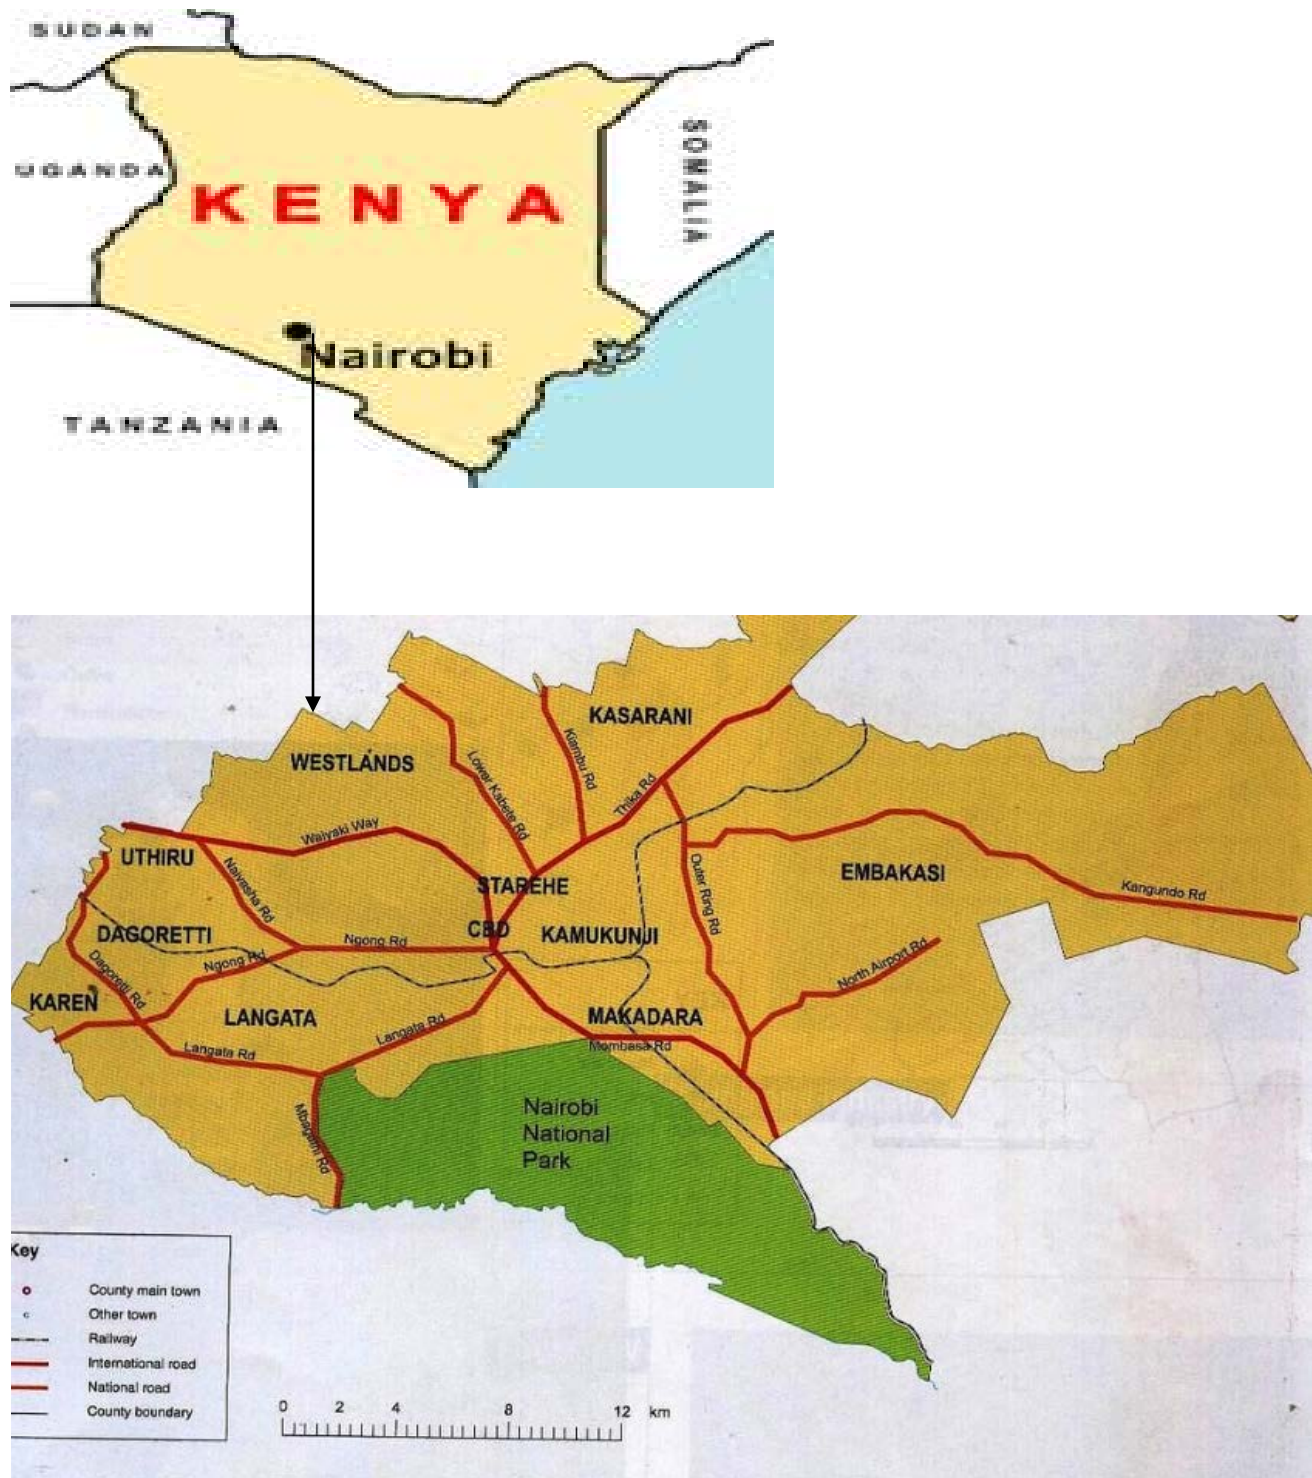 SUDAN
UGANDA
KENYA
SOMALIA
Nairobi
TANZANIA
KASARANI
WESTLANDS
Kiambu Rd
Lower Kabete Rd
Thika Rd
Waiyaki Way
UTHIRU
Naivasha Rd
STAREHE
Outer Ring Rd
EMBAKASI
Kangundo Rd
DAGORETTI
CBD
KAMUKUNJI
Ngong Rd
Ngong Rd
North Airport Rd
Dagoretti Rd
KAREN
LANGATA
Langata Rd
MAKADARA
Mombasa Rd
Langata Rd
Mbagathi Rd
Nairobi
National
Park
Key
County main town
Other town
Railway
International road
National road
County boundary
0 2 4 8 12 km